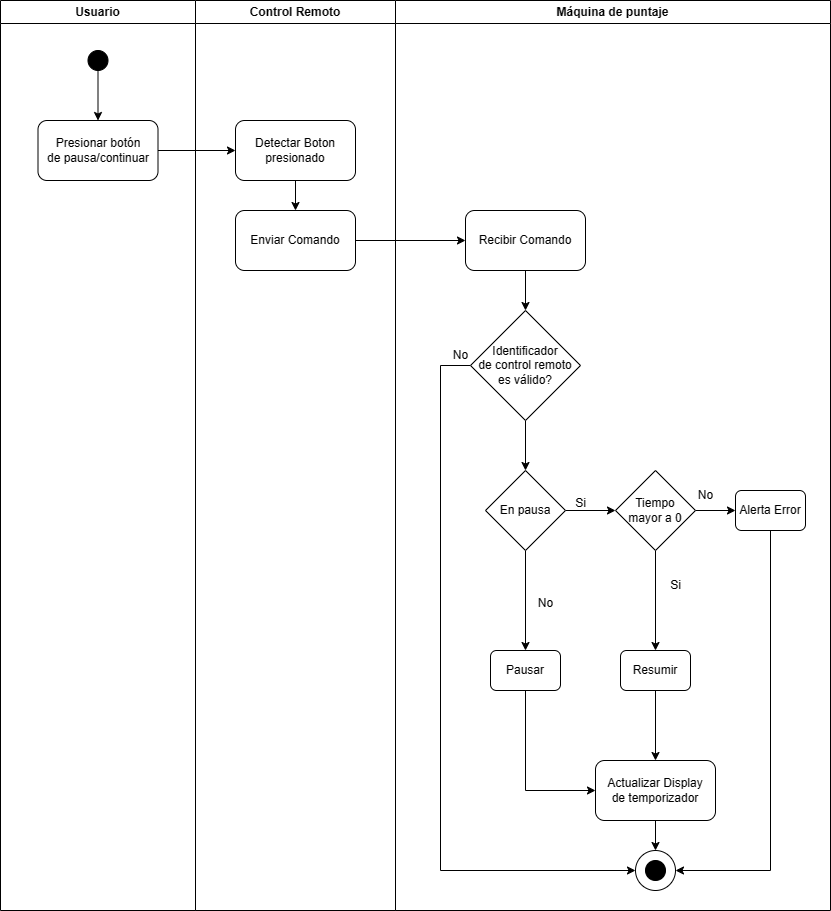 Usuario
Control Remoto
Máquina de puntaje
Presionar botón
de pausa/continuar
Detectar Boton
presionado
Enviar Comando
Recibir Comando
Identificador
de control remoto
es válido?
No
En pausa
Si
Tiempo
mayor a 0
No
Alerta Error
No
Si
Pausar
Resumir
Actualizar Display
de temporizador